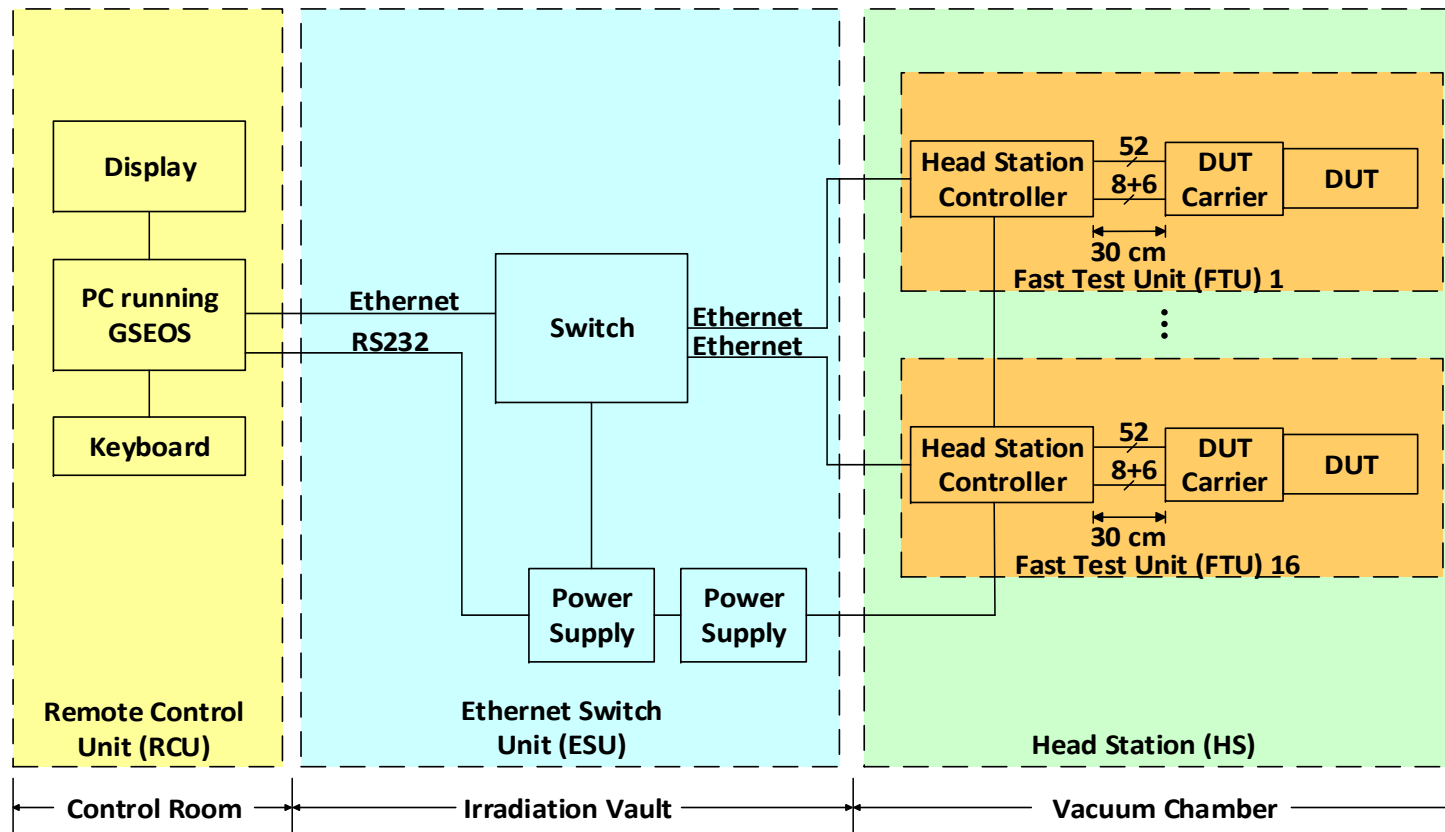 Display
PC running
GSEOS
Keyboard
Remote Control
Unit (RCU)
Control Room
Ethernet
RS232
Switch
Ethernet
Ethernet
Power
Supply
Power
Supply
Ethernet Switch
Unit (ESU)
Irradiation Vault
Head Station
Controller
52
8+6
30 cm
DUT
Carrier
DUT
Fast Test Unit (FTU) 1
Head Station
Controller
52
8+6
30 cm
DUT
Carrier
DUT
Fast Test Unit (FTU) 16
Head Station (HS)
Vacuum Chamber